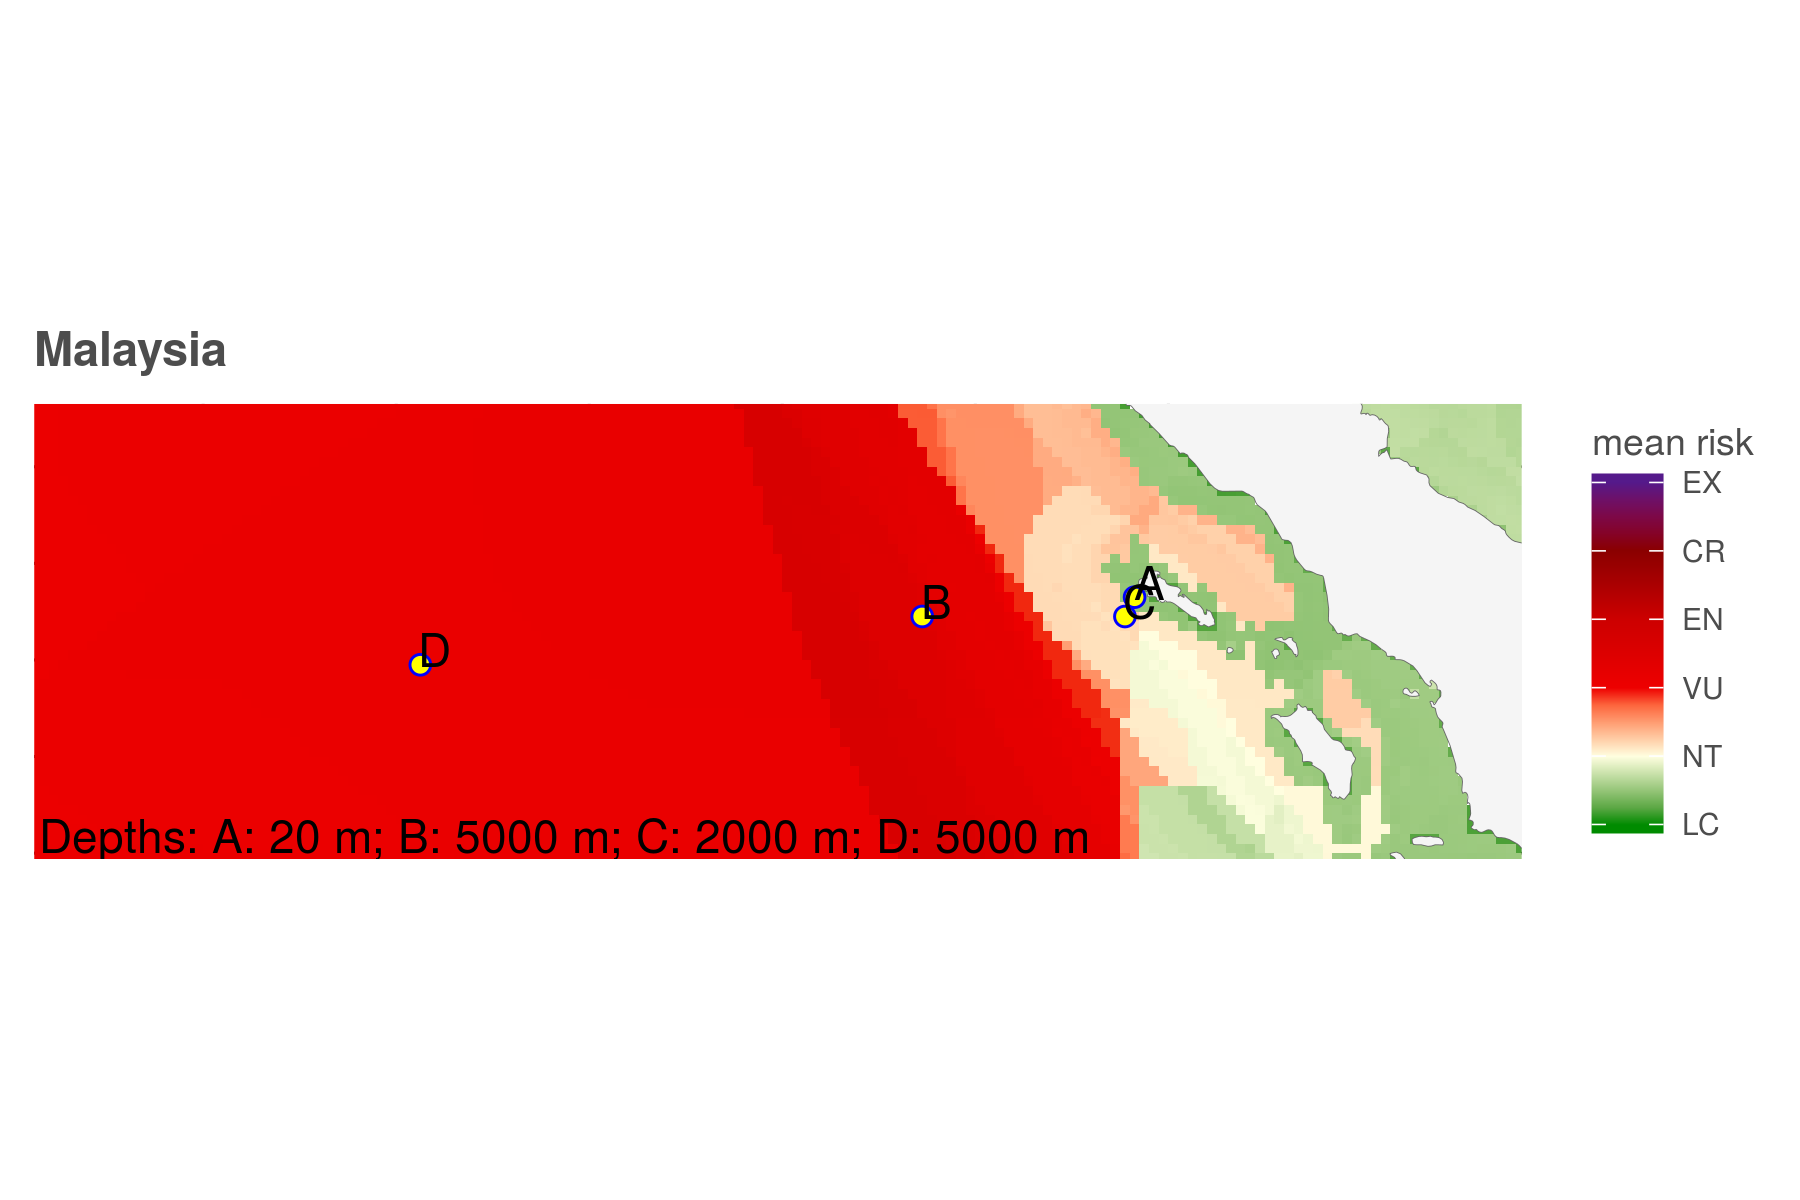 Malaysia
mean risk
EX
CR
EN
VU
NT
LC
A
B
C
D
Depths: A: 20 m; B: 5000 m; C: 2000 m; D: 5000 m